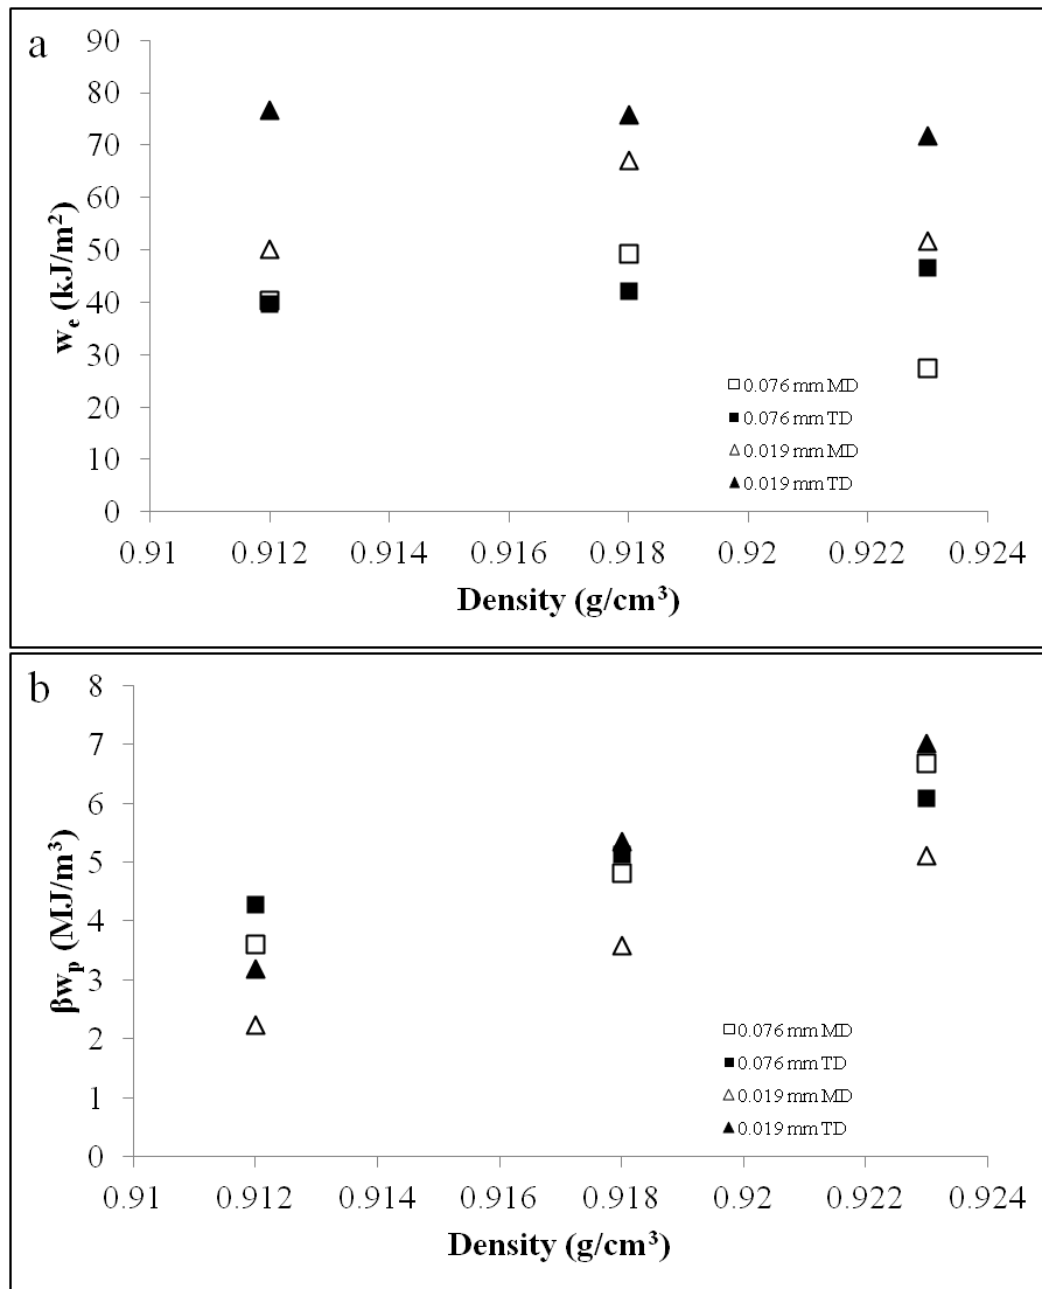 a
90
80
70
60
50
40
30
20
10
0
wₑ (kJ/m²)
0.91 0.912 0.914 0.916 0.918 0.92 0.922 0.924
Density (g/cm³)
0.076 mm MD
0.076 mm TD
0.019 mm MD
0.019 mm TD
b
8
7
6
5
4
3
2
1
0
βwₚ (MJ/m³)
0.91 0.912 0.914 0.916 0.918 0.92 0.922 0.924
Density (g/cm³)
0.076 mm MD
0.076 mm TD
0.019 mm MD
0.019 mm TD